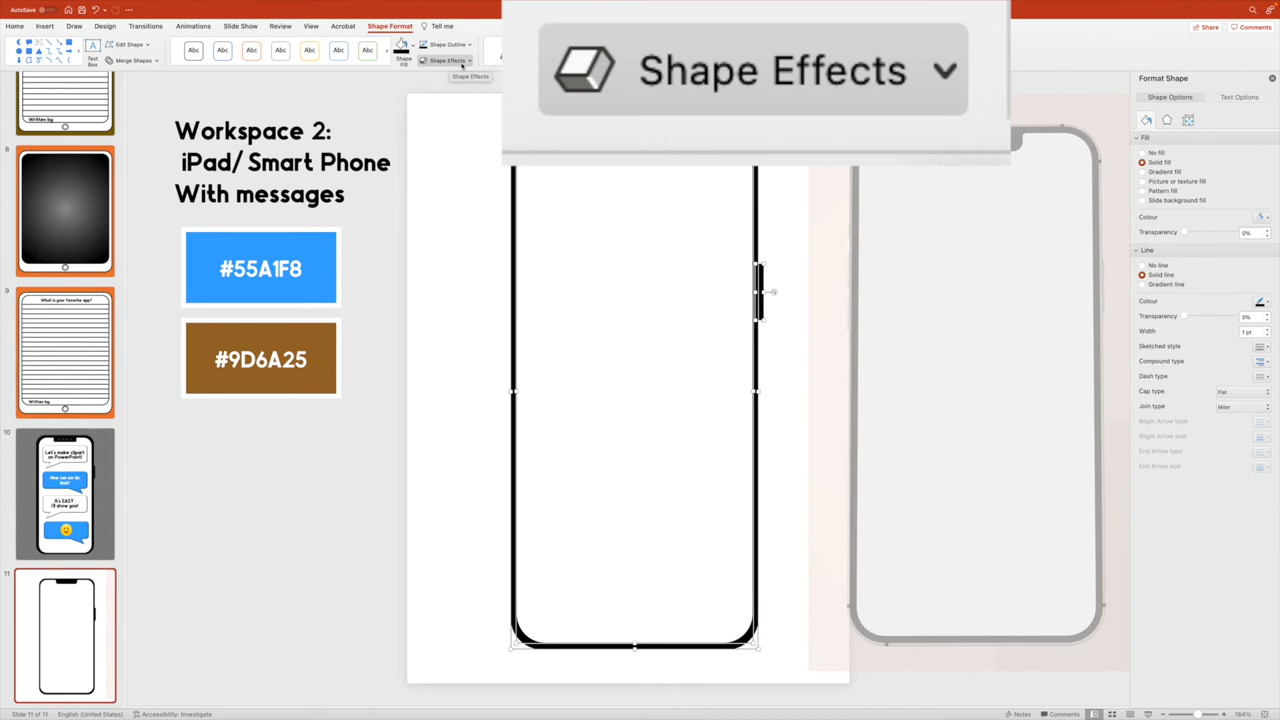 AutoSave
Home Insert Draw Design Transitions Animations Slide Show Review View Acrobat Shape Format Tell me
Share Comments
Text Box
Edit Shape
Merge Shapes
Abc Abc Abc Abc Abc Abc Abc
Shape Fill
Shape Outline
Shape Effects
Shape Effects
Shape Effects
Format Shape
Shape Options Text Options
Fill
No fill
Solid fill
Gradient fill
Picture or texture fill
Pattern fill
Slide background fill
Colour
Transparency 0%
Line
No line
Solid line
Gradient line
Colour
Transparency 0%
Width 1 pt
Sketched style
Compound type
Dash type
Cap type Flat
Join type Miter
Begin Arrow type
Begin Arrow size
End Arrow type
End Arrow size
Workspace 2:
iPad/ Smart Phone
With messages
#55A1F8
#9D6A25
Written by
8
9
What is your favorite app?
Written by
10
Let's make clipart
on PowerPoint!
How can we do
that?
It's EASY
I'll show you!
11
Slide 11 of 11 English (United States) Accessibility: Investigate
Notes Comments 164%